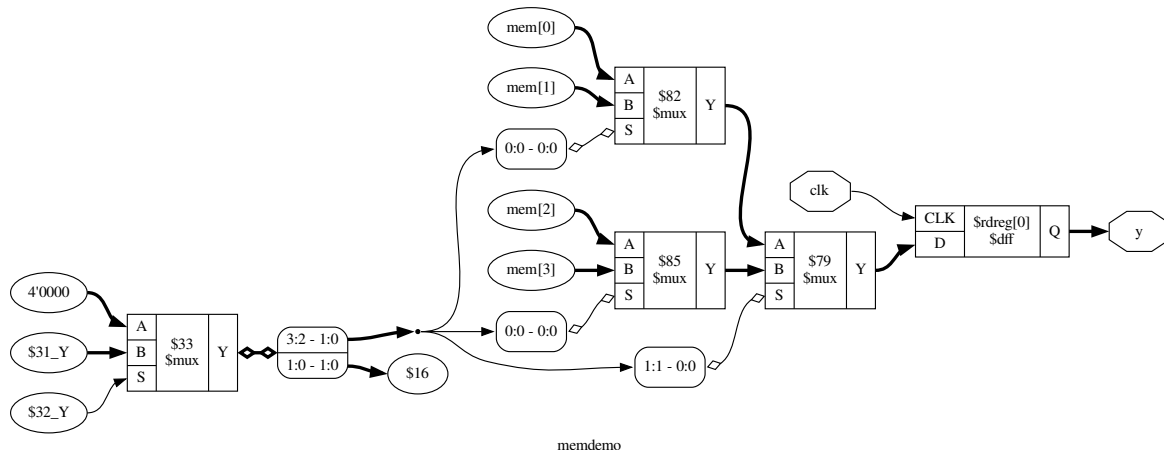 mem[0]
mem[1]
0:0 - 0:0
A
B
S
$82
$mux
Y
mem[2]
mem[3]
0:0 - 0:0
A
B
S
$85
$mux
Y
1:1 - 0:0
A
B
S
$79
$mux
Y
clk
CLK
D
$rdreg[0]
$dff
Q
y
4'0000
$31_Y
$32_Y
A
B
S
$33
$mux
Y
3:2 - 1:0
1:0 - 1:0
$16
memdemo